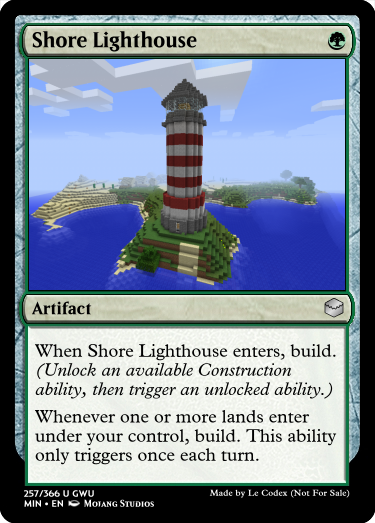 Shore Lighthouse
Artifact
When Shore Lighthouse enters, build.
(Unlock an available Construction
ability, then trigger an unlocked ability.)
Whenever one or more lands enter
under your control, build. This ability
only triggers once each turn.
257/366 U GWU
MIN • EN Mojang Studios
Made by Le Codex (Not For Sale)